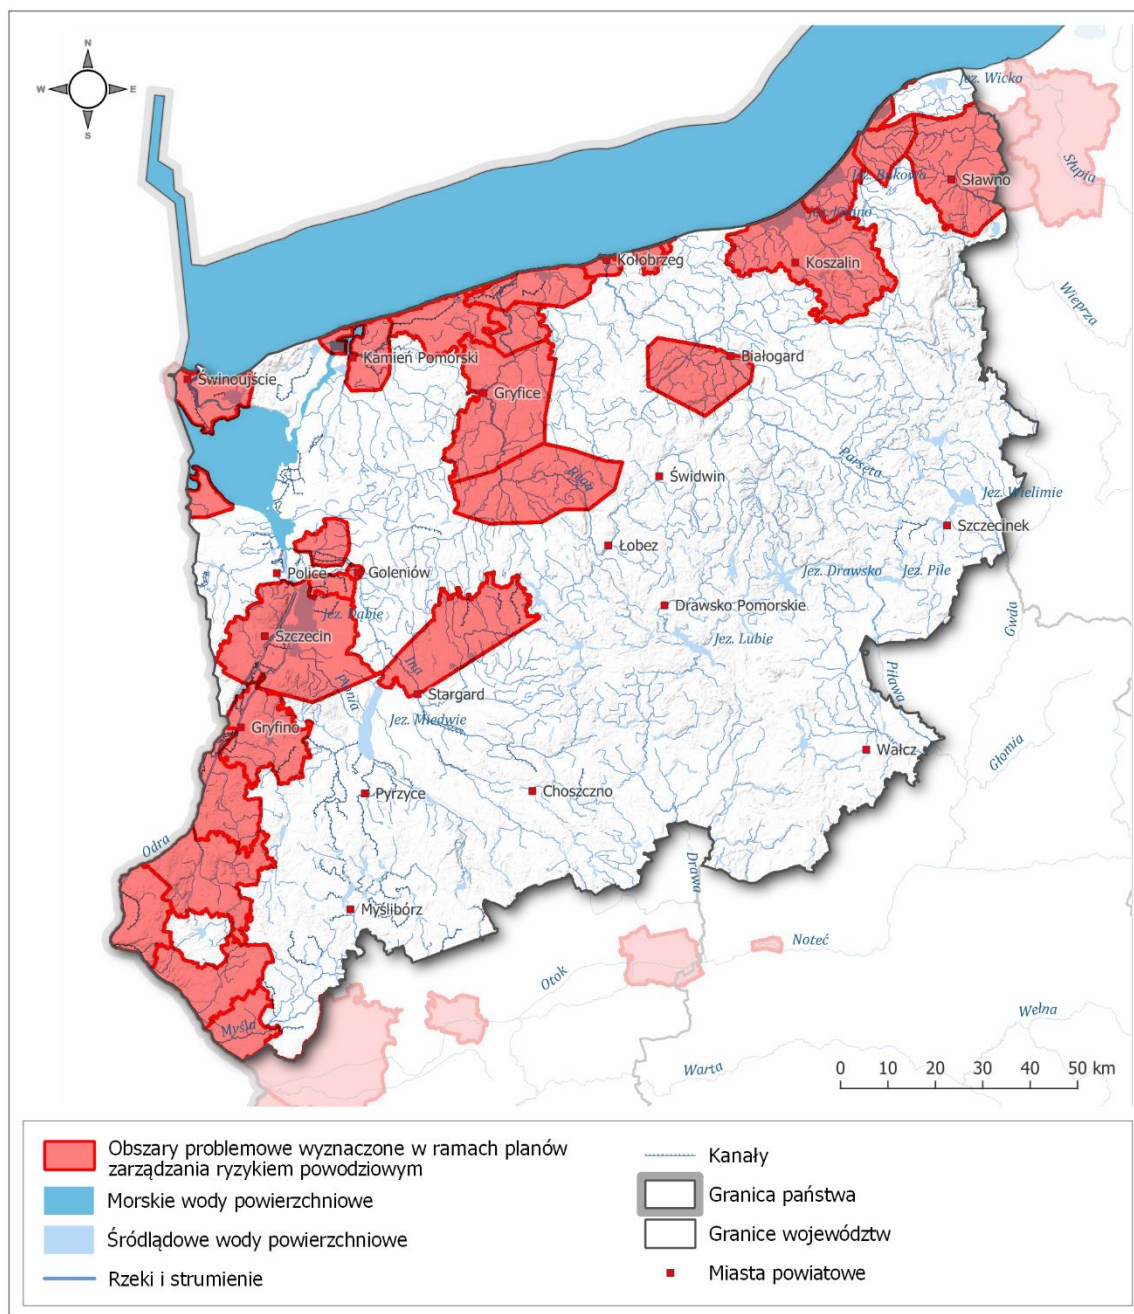 N
W E
S
Jez. Wicko
Słupia
Jez. Bukowo
Sławno
Jez. Jamno
Kołobrzeg
Koszalin
Wieprza
Kamień Pomorski
Białogard
Świnoujście
Gryfice
Parsęta
Rega
Świdwin
Jez. Wielimie
Szczecinek
Łobez
Police
Goleniów
Jez. Drawsko
Jez. Pile
Jez. Dąbie
Drawsko Pomorskie
Gwda
Szczecin
Jez. Lubie
Ina
Płonia
Stargard
Piława
Jez. Miedwie
Gryfino
Wałcz
Głomia
Pyrzyce
Choszczno
Odra
Drawa
Myślibórz
Noteć
Otok
Wełna
Myśla
Warta
0 10 20 30 40 50 km
Obszary problemowe wyznaczone w ramach planów
zarządzania ryzykiem powodziowym
Morskie wody powierzchniowe
Śródlądowe wody powierzchniowe
Rzeki i strumienie
Kanały
Granica państwa
Granice województw
Miasta powiatowe